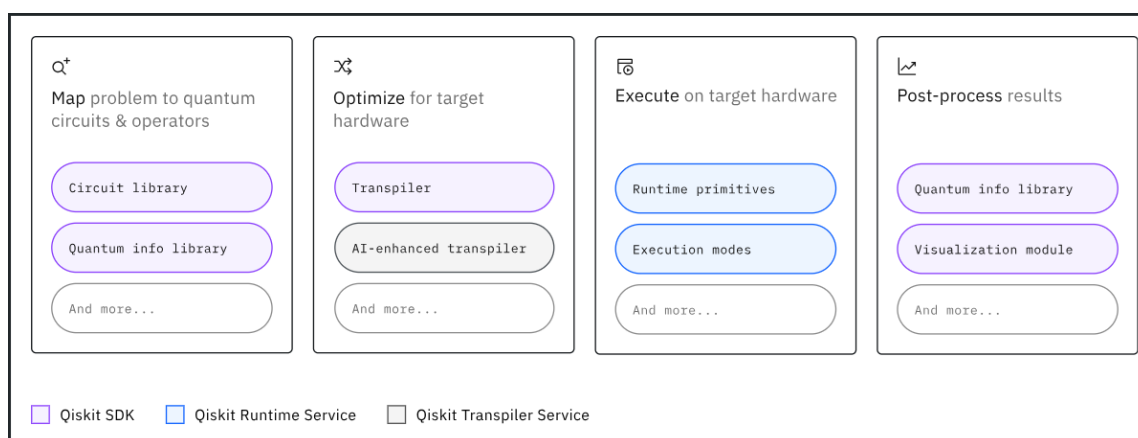 Map problem to quantum
circuits & operators
Circuit library
Quantum info library
And more...
Optimize for target
hardware
Transpiler
AI-enhanced transpiler
And more...
Execute on target hardware
Runtime primitives
Execution modes
And more...
Post-process results
Quantum info library
Visualization module
And more...
Qiskit SDK
Qiskit Runtime Service
Qiskit Transpiler Service